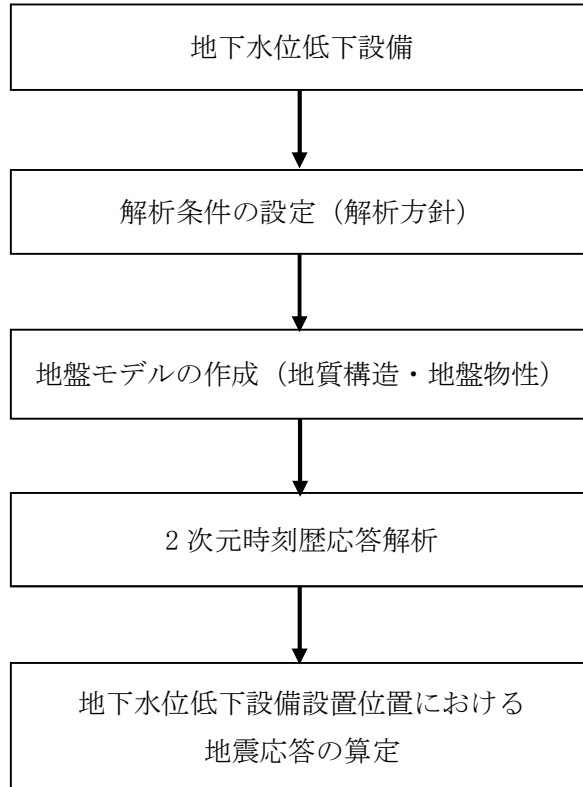 地下水位低下設備
解析条件の設定（解析方針）
地盤モデルの作成（地質構造・地盤物性）
2 次元時刻歴応答解析
地下水位低下設備設置位置における
地震応答の算定